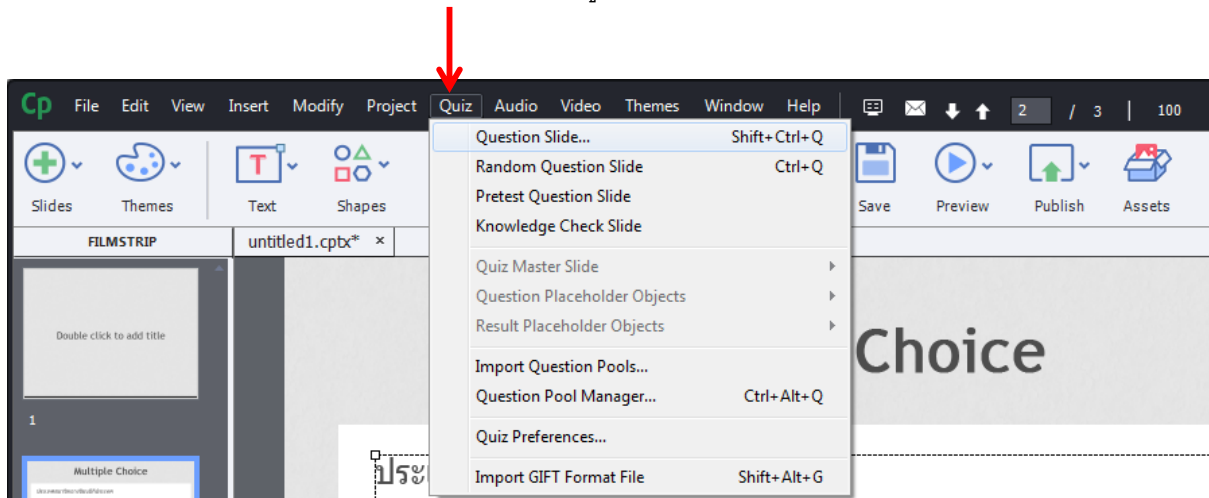 Cp File Edit View Insert Modify Project Quiz Audio Video Themes Window Help 2 / 3 | 100
Question Slide... Shift+Ctrl+Q
Random Question Slide Ctrl+Q
Pretest Question Slide
Knowledge Check Slide
Quiz Master Slide
Question Placeholder Objects
Result Placeholder Objects
Import Question Pools...
Question Pool Manager... Ctrl+Alt+Q
Quiz Preferences...
Import GIFT Format File Shift+Alt+G
T
Slides Themes Text Shapes Save Preview Publish Assets
FILMSTRIP untitled1.cptx* ×
Double click to add title
1
Multiple Choice
Choice